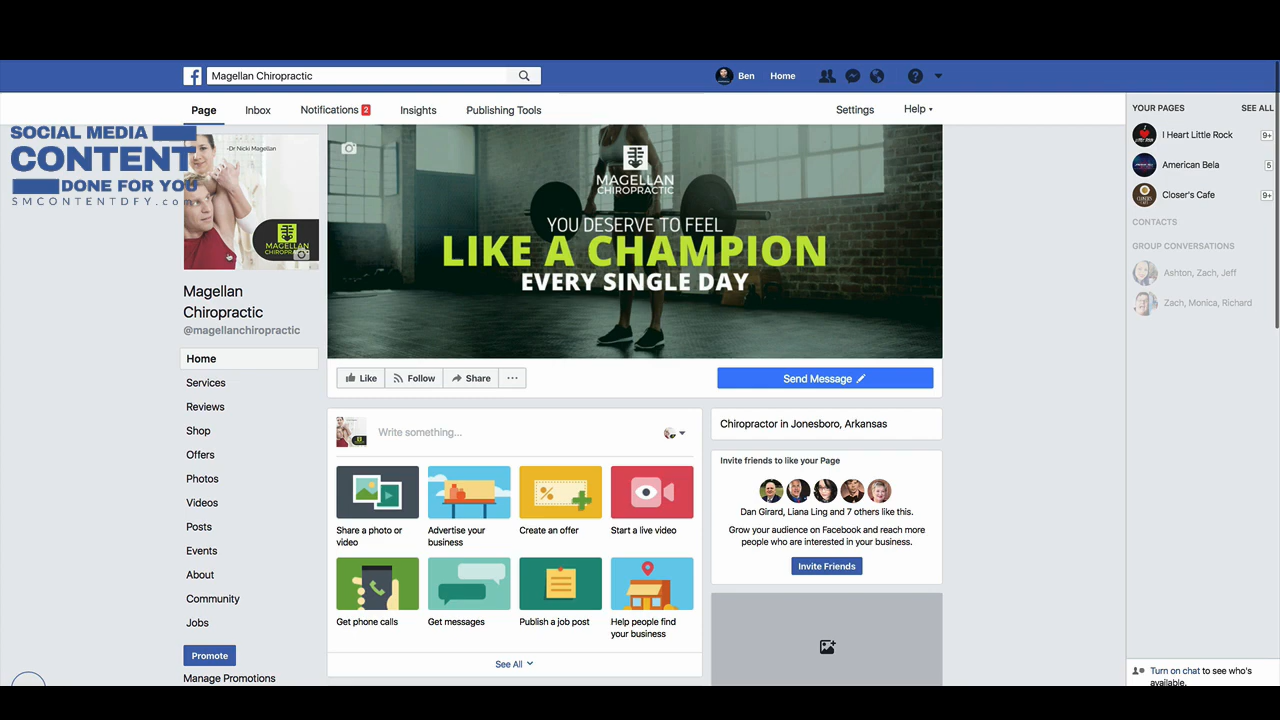 Magellan Chiropractic
Ben
Home
Page
Inbox
Notifications 2
Insights
Publishing Tools
Settings
Help
YOUR PAGES
SEE ALL
I Heart Little Rock
9+
American Bela
5
Closer's Cafe
9+
CONTACTS
GROUP CONVERSATIONS
Ashton, Zach, Jeff
Zach, Monica, Richard
SOCIAL MEDIA
CONTENT
DONE FOR YOU
SMCONTENTDFY.com
-Dr Nicki Magellan
MAGELLAN
CHIROPRACTIC
MAGELLAN
CHIROPRACTIC
YOU DESERVE TO FEEL
LIKE A CHAMPION
EVERY SINGLE DAY
Magellan
Chiropractic
@magellanchiropractic
Home
Services
Reviews
Shop
Offers
Photos
Videos
Posts
Events
About
Community
Jobs
Promote
Manage Promotions
Like
Follow
Share
Send Message
Write something...
Share a photo or
video
Advertise your
business
Create an offer
Start a live video
Get phone calls
Get messages
Publish a job post
Help people find
your business
See All
Chiropractor in Jonesboro, Arkansas
Invite friends to like your Page
Dan Girard, Liana Ling and 7 others like this.
Grow your audience on Facebook and reach more
people who are interested in your business.
Invite Friends
Turn on chat to see who's
available.